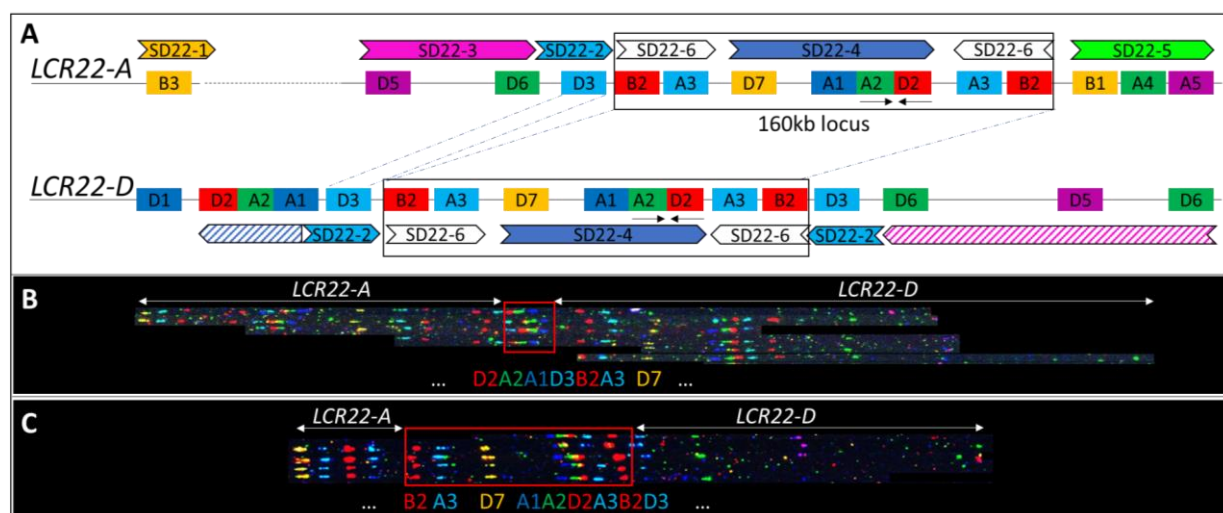 A
SD22-1 SD22-3 SD22-2 SD22-6 SD22-4 SD22-6 SD22-5
LCR22-A
B3 D5 D6 D3 B2 A3 D7 A1 A2 D2 A3 B2 B1 A4 A5
160kb locus
LCR22-D
D1 D2 A2 A1 D3 B2 A3 D7 A1 A2 D2 A3 B2 D3 D6 D5 D6
SD22-2 SD22-6 SD22-4 SD22-6 SD22-2
B
LCR22-A LCR22-D
... D2A2A1D3B2A3 D7 ...
C
LCR22-A LCR22-D
... B2 A3 D7 A1A2D2A3B2D3 ...